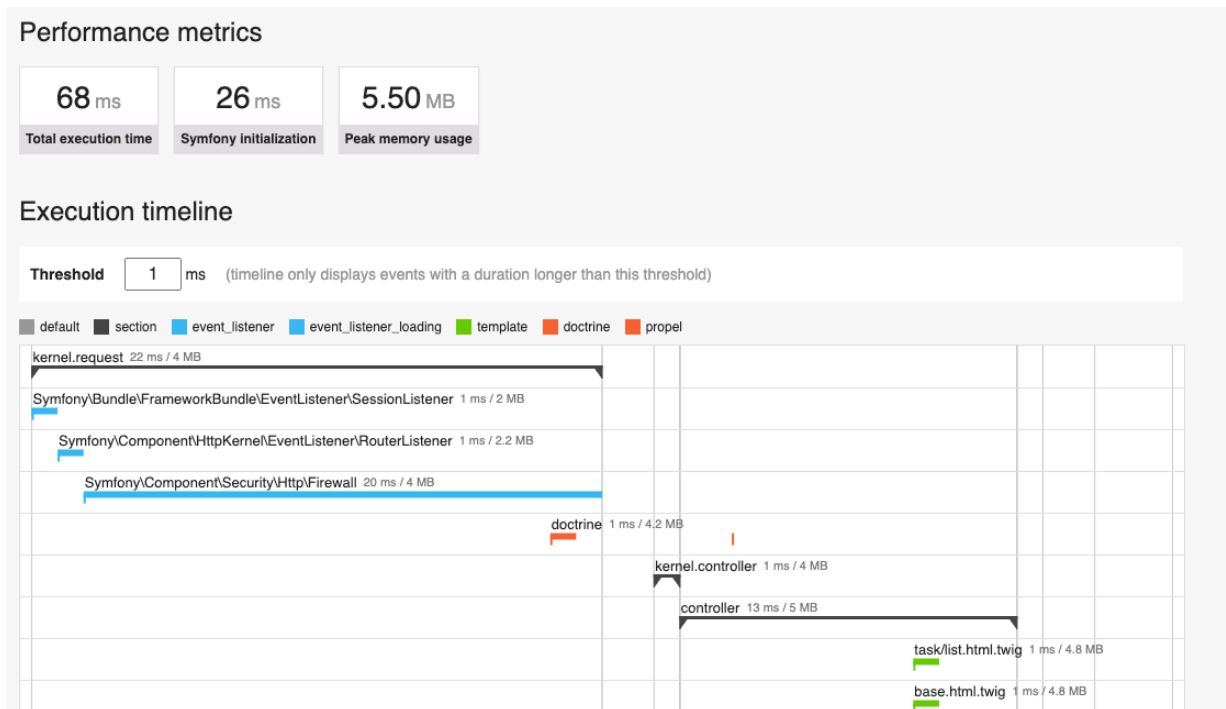 Performance metrics
68 ms
Total execution time
26 ms
Symfony initialization
5.50 MB
Peak memory usage
Execution timeline
Threshold 1 ms (timeline only displays events with a duration longer than this threshold)
default section event_listener event_listener_loading template doctrine propel
kernel.request 22 ms / 4 MB
Symfony\Bundle\FrameworkBundle\EventListener\SessionListener 1 ms / 2 MB
Symfony\Component\HttpKernel\EventListener\RouterListener 1 ms / 2.2 MB
Symfony\Component\Security\Http\Firewall 20 ms / 4 MB
doctrine 1 ms / 4.2 MB
kernel.controller 1 ms / 4 MB
controller 13 ms / 5 MB
task/list.html.twig 1 ms / 4.8 MB
base.html.twig 1 ms / 4.8 MB